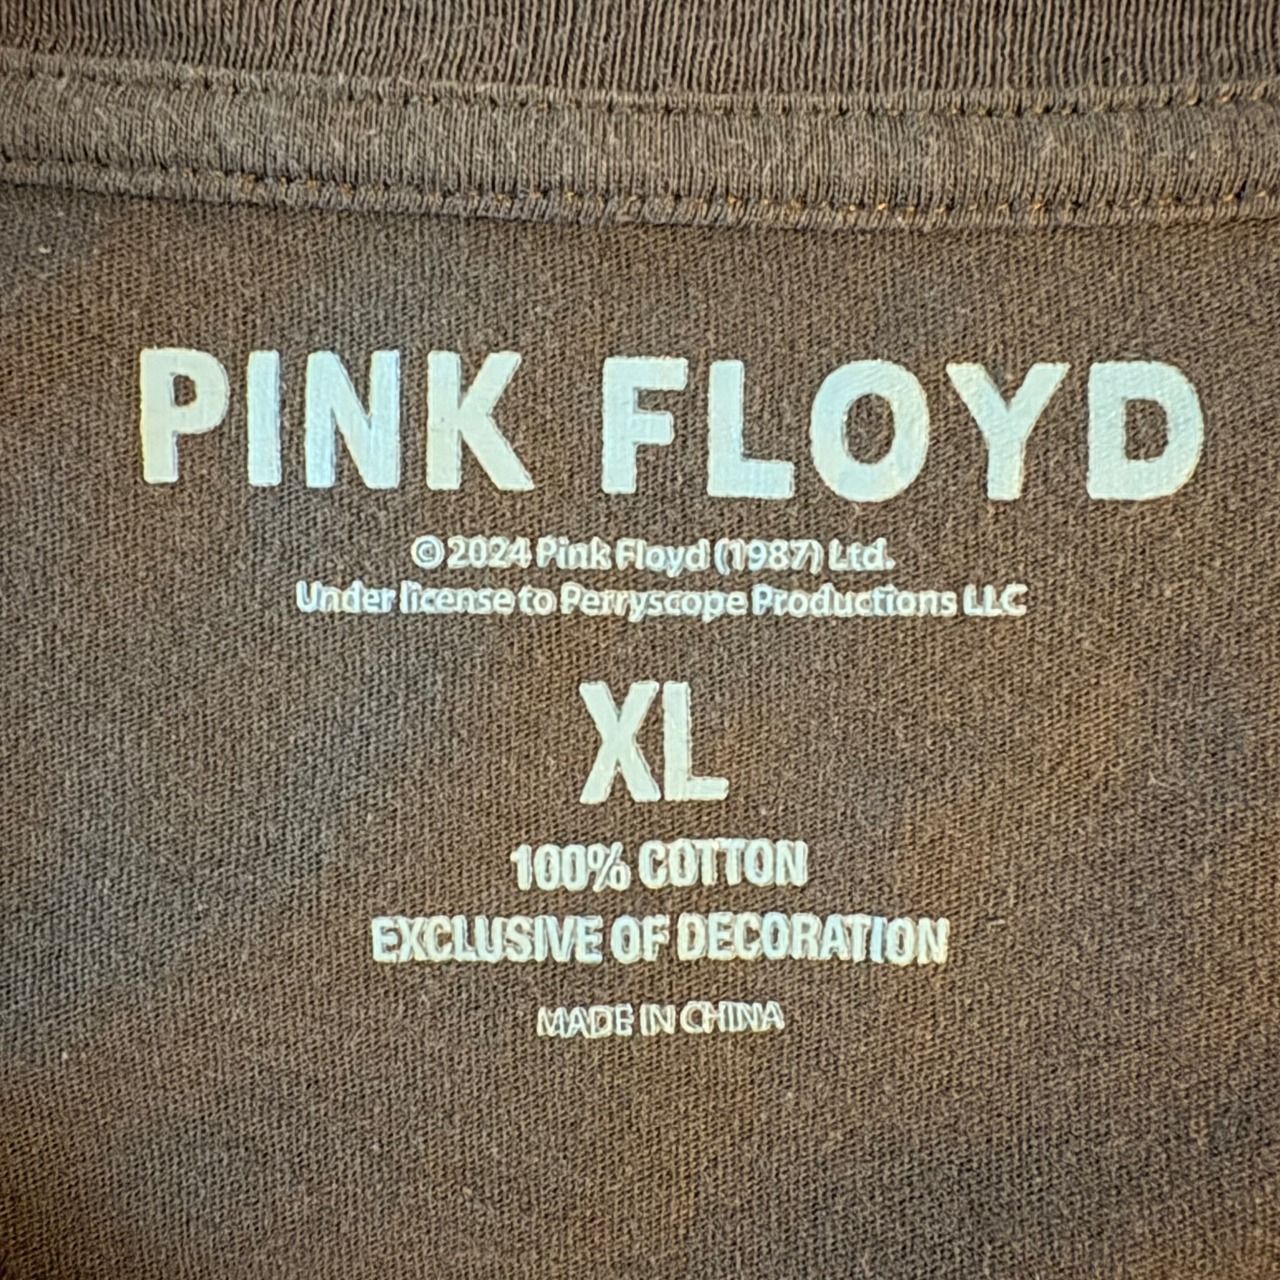 PINK FLOYD
© 2024 Pink Floyd (1987) Ltd.
Under license to Perryscope Productions LLC
XL
100% COTTON
EXCLUSIVE OF DECORATION
MADE IN CHINA